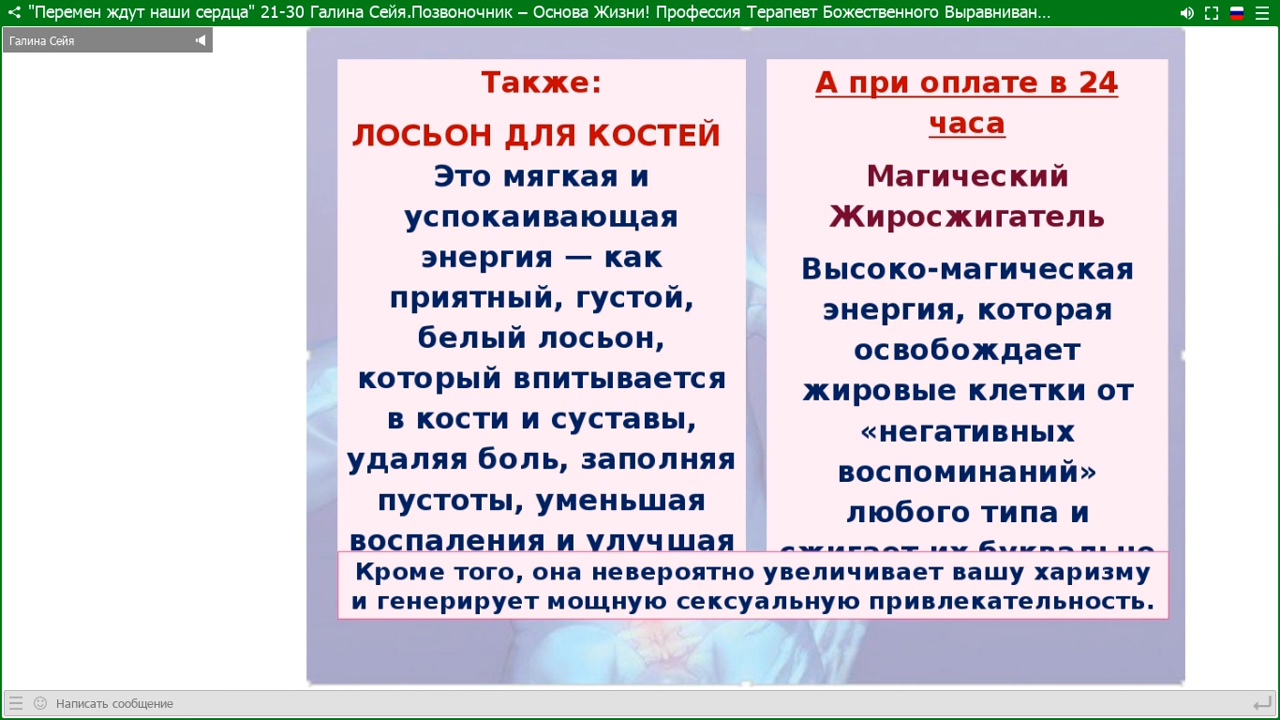 "Перемен ждут наши сердца" 21-30 Галина Сейя.Позвоночник – Основа Жизни! Профессия Терапевт Божественного Выравниван...
Галина Сейя
Также:
ЛОСЬОН ДЛЯ КОСТЕЙ
Это мягкая и
успокаивающая
энергия — как
приятный, густой,
белый лосьон,
который впитывается
в кости и суставы,
удаляя боль, заполняя
пустоты, уменьшая
воспаления и улучшая
А при оплате в 24
часа
Магический
Жиросжигатель
Высоко-магическая
энергия, которая
освобождает
жировые клетки от
«негативных
воспоминаний»
любого типа и
сжигает их буквально
Кроме того, она невероятно увеличивает вашу харизму
и генерирует мощную сексуальную привлекательность.
Написать сообщение